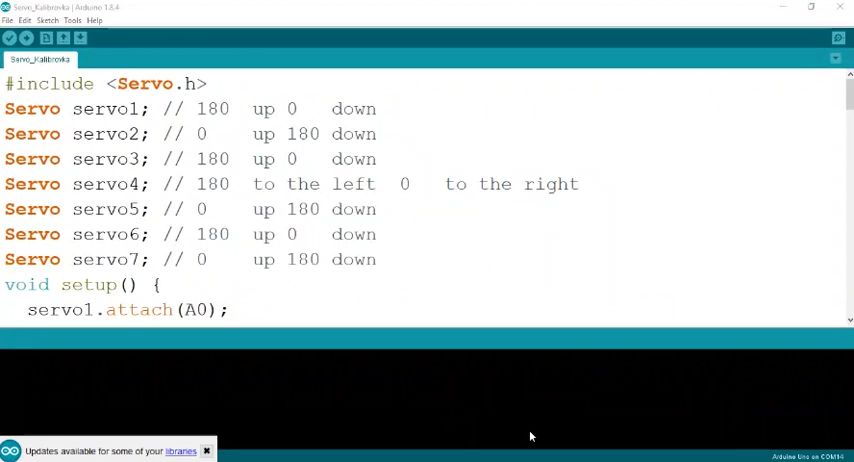 Servo_Kalibrovka | Arduino 1.8.4
File Edit Sketch Tools Help
Servo_Kalibrovka
#include <Servo.h>
Servo servo1; // 180 up 0 down
Servo servo2; // 0 up 180 down
Servo servo3; // 180 up 0 down
Servo servo4; // 180 to the left 0 to the right
Servo servo5; // 0 up 180 down
Servo servo6; // 180 up 0 down
Servo servo7; // 0 up 180 down
void setup() {
servo1.attach(A0);
Updates available for some of your libraries
Arduino Uno on COM14